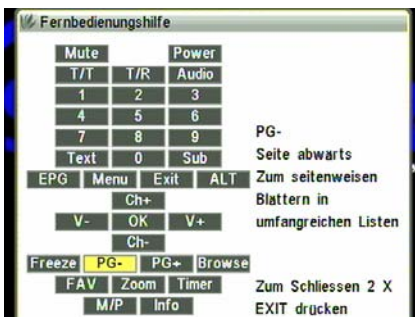 Fernbedienungshilfe
Mute Power
T/T T/R Audio
1 2 3
4 5 6
7 8 9
Text 0 Sub
EPG Menu Exit ALT
Ch+
V- OK V+
Ch-
Freeze PG- PG+ Browse
FAV Zoom Timer
M/P Info
PG-
Seite abwärts
Zum seitenweisen
Blättern in
umfangreichen Listen
Zum Schliessen 2 X
EXIT drücken